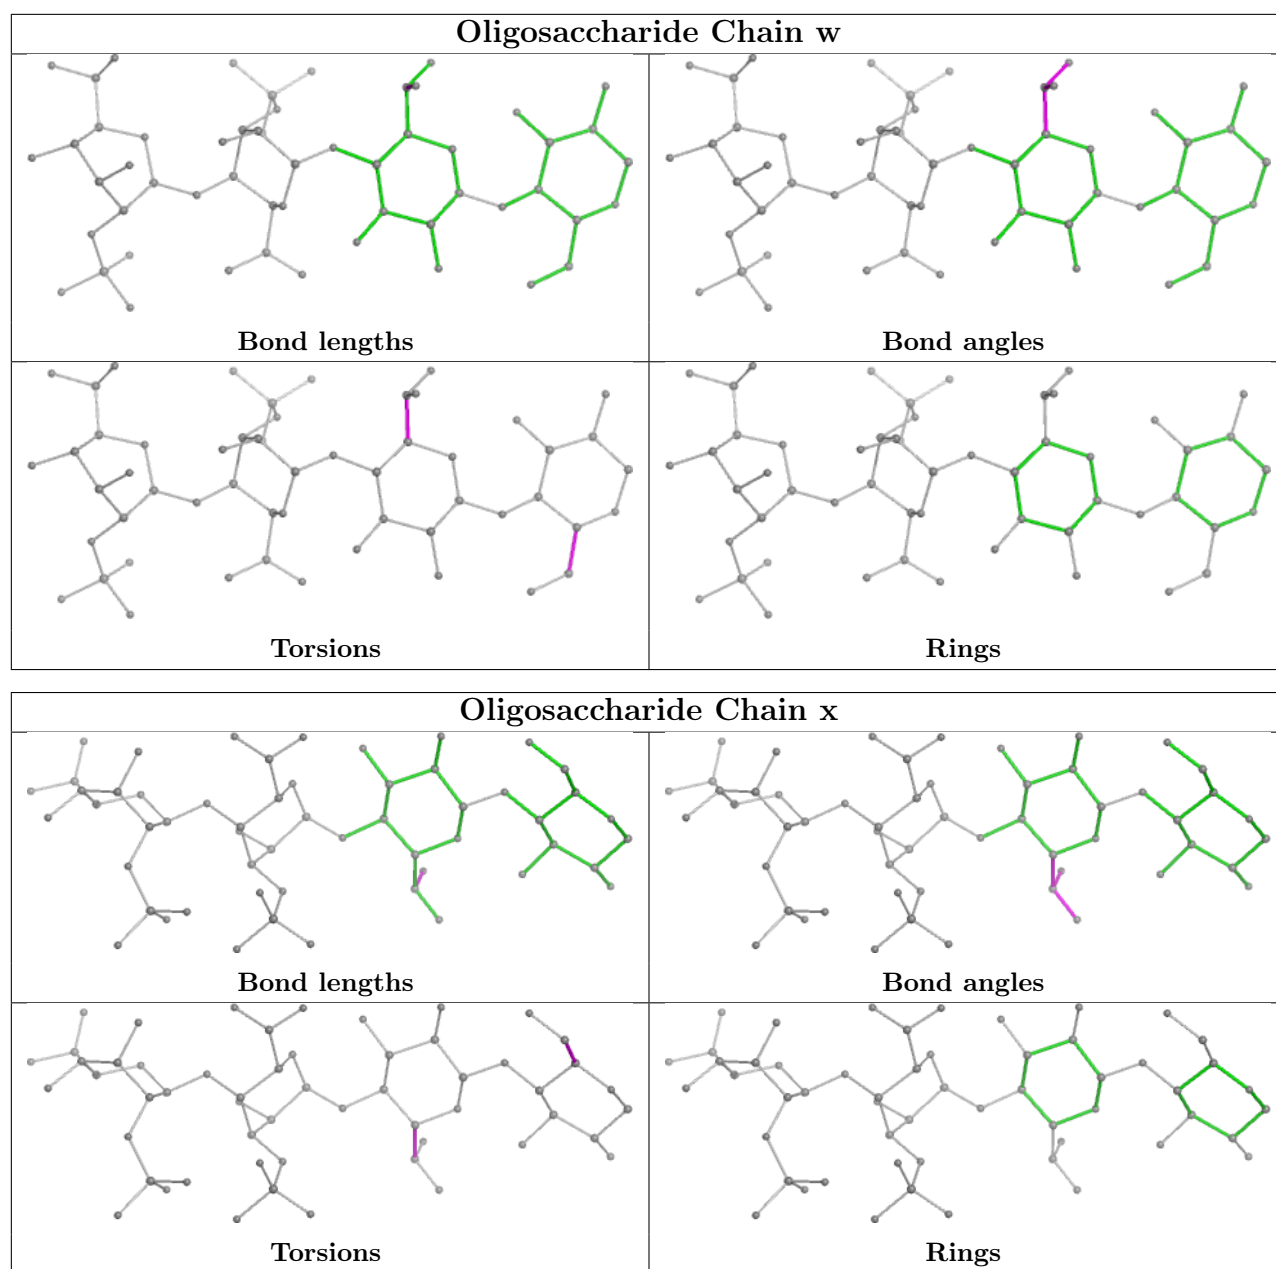 Oligosaccharide Chain w
Bond lengths
Bond angles
Torsions
Rings
Oligosaccharide Chain x
Bond lengths
Bond angles
Torsions
Rings